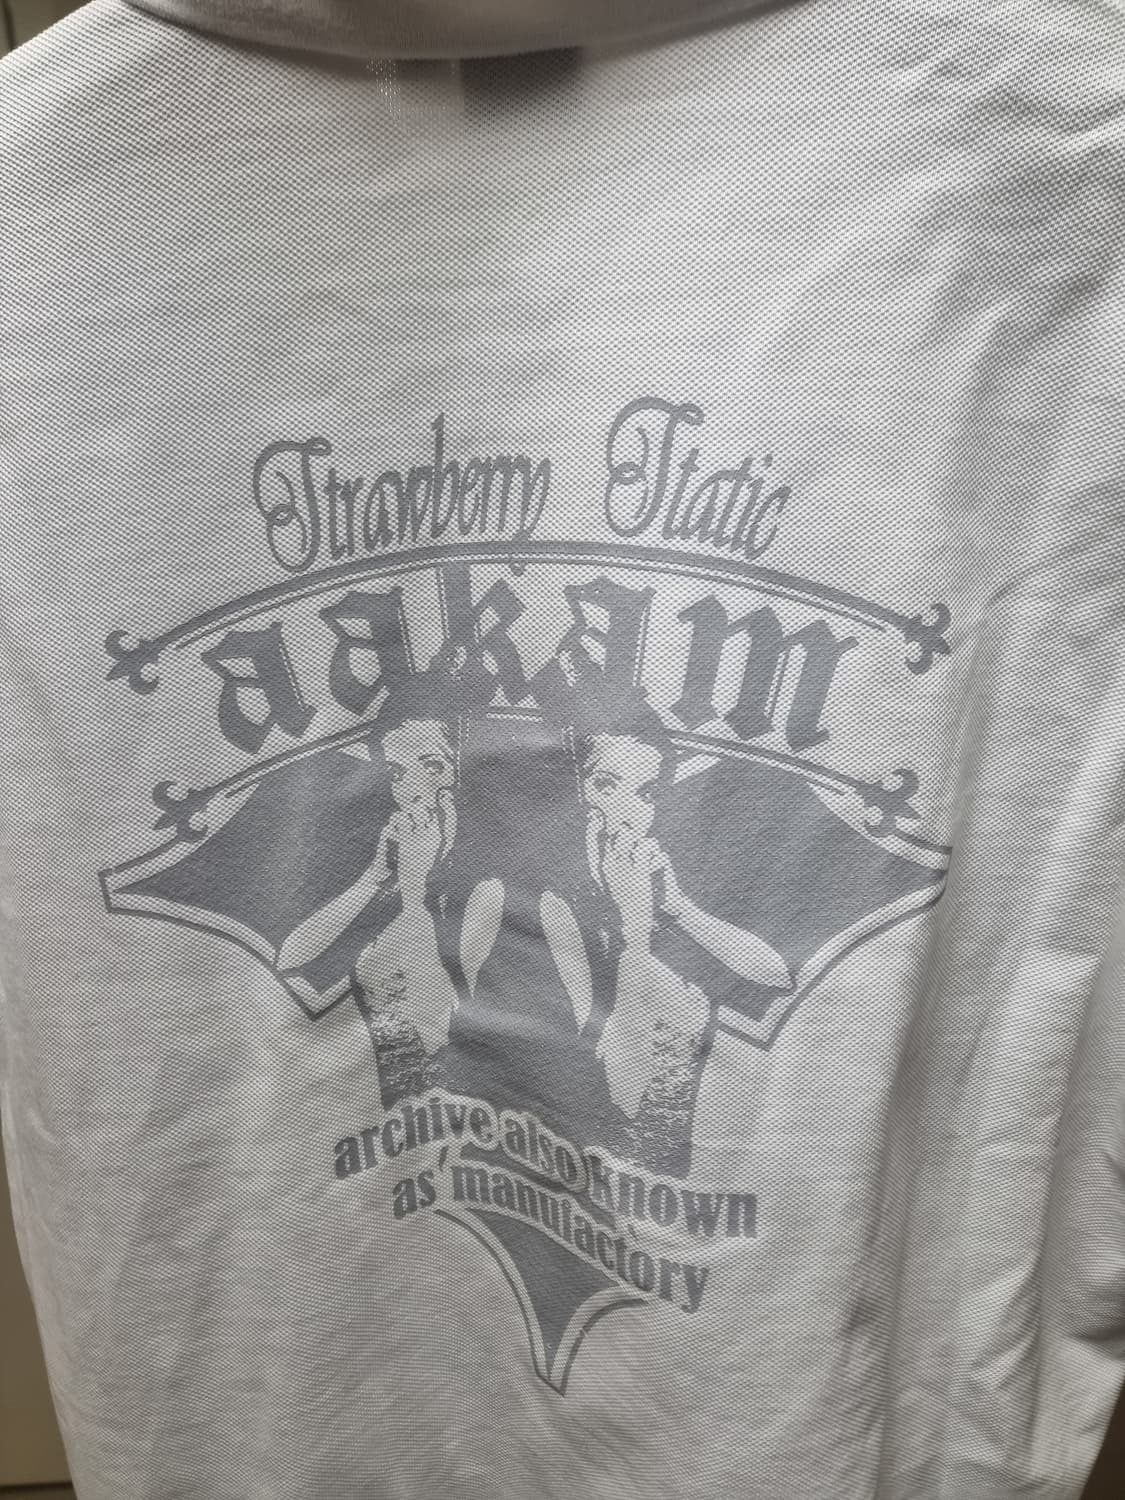 Strawberry Static
aakam
archive also known
as' manufactory